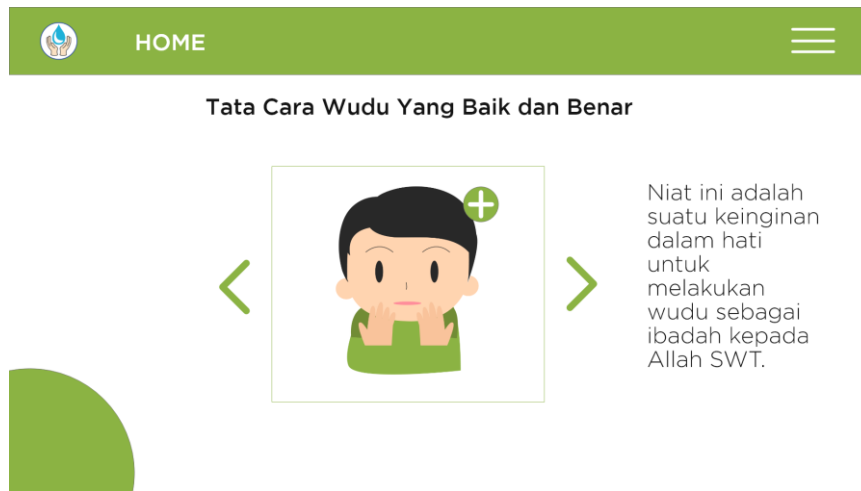 HOME
Tata Cara Wudu Yang Baik dan Benar
Niat ini adalah
suatu keinginan
dalam hati
untuk
melakukan
wudu sebagai
ibadah kepada
Allah SWT.